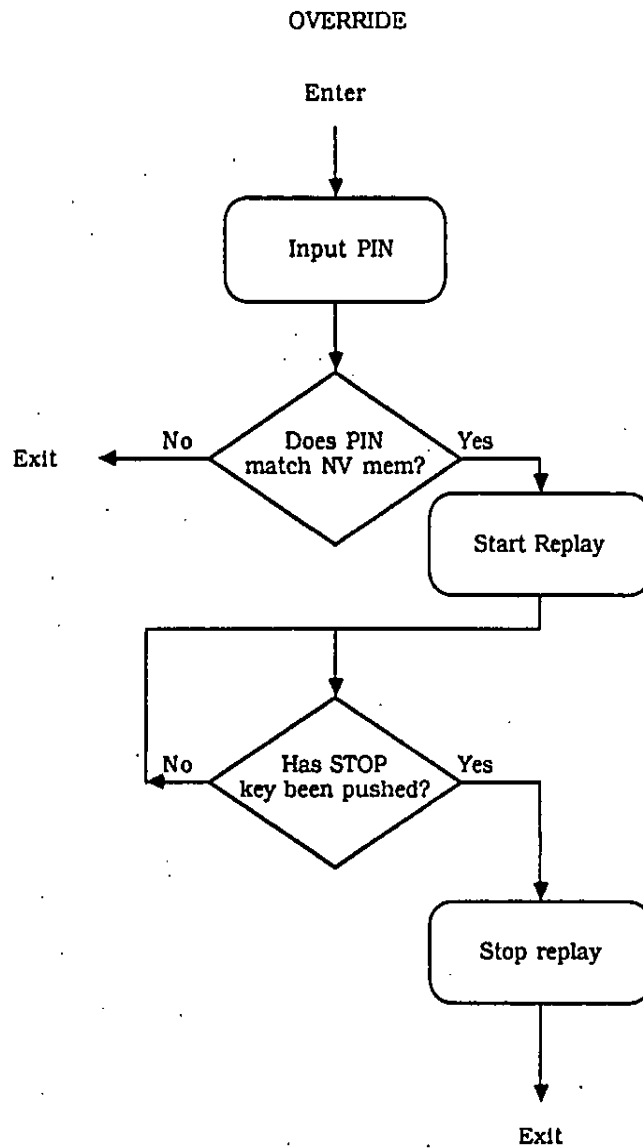 OVERRIDE
Enter
Input PIN
Does PIN
match NV mem?
No
Yes
Exit
Start Replay
Has STOP
key been pushed?
No
Yes
Stop replay
Exit